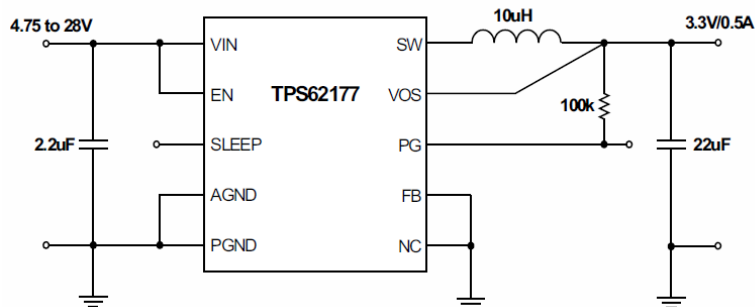 4.75 to 28V
10uH
3.3V/0.5A
VIN
SW
EN
TPS62177
VOS
100k
2.2uF
SLEEP
PG
22uF
AGND
FB
PGND
NC